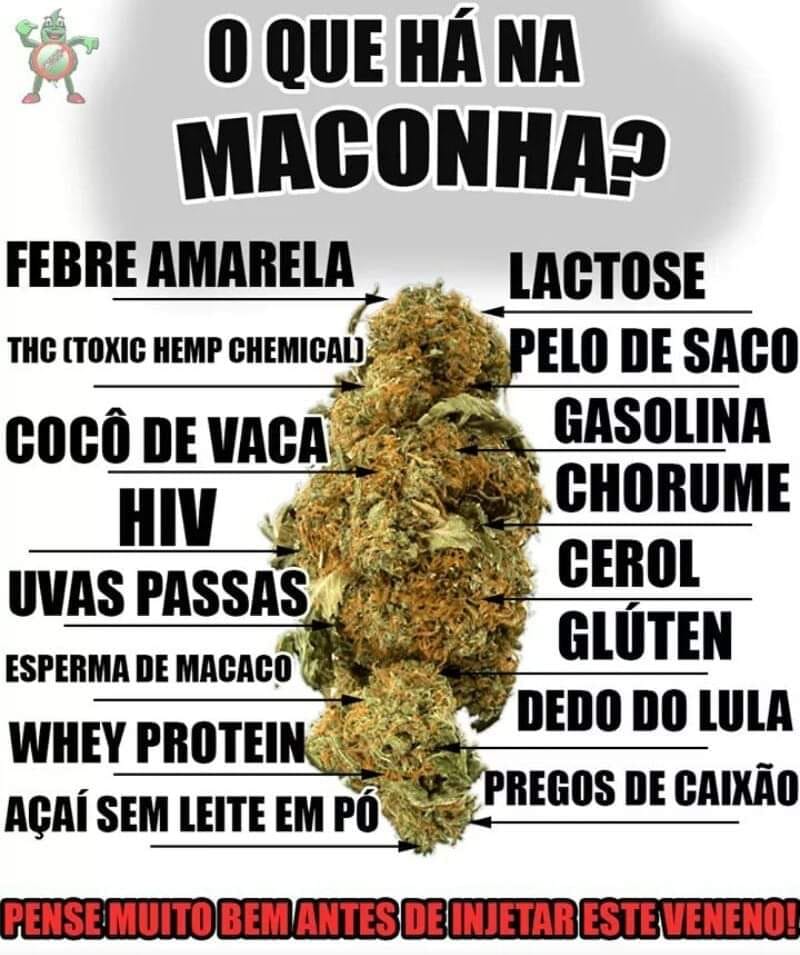 O QUE HÁ NA
MACONHA?
FEBRE AMARELA
THC (TOXIC HEMP CHEMICAL)
COCÔ DE VACA
HIV
UVAS PASSAS
ESPERMA DE MACACO
WHEY PROTEIN
AÇAÍ SEM LEITE EM PÓ
LACTOSE
PELO DE SACO
GASOLINA
CHORUME
CEROL
GLÚTEN
DEDO DO LULA
PREGOS DE CAIXÃO
PENSE MUITO BEM ANTES DE INJETAR ESTE VENENO!